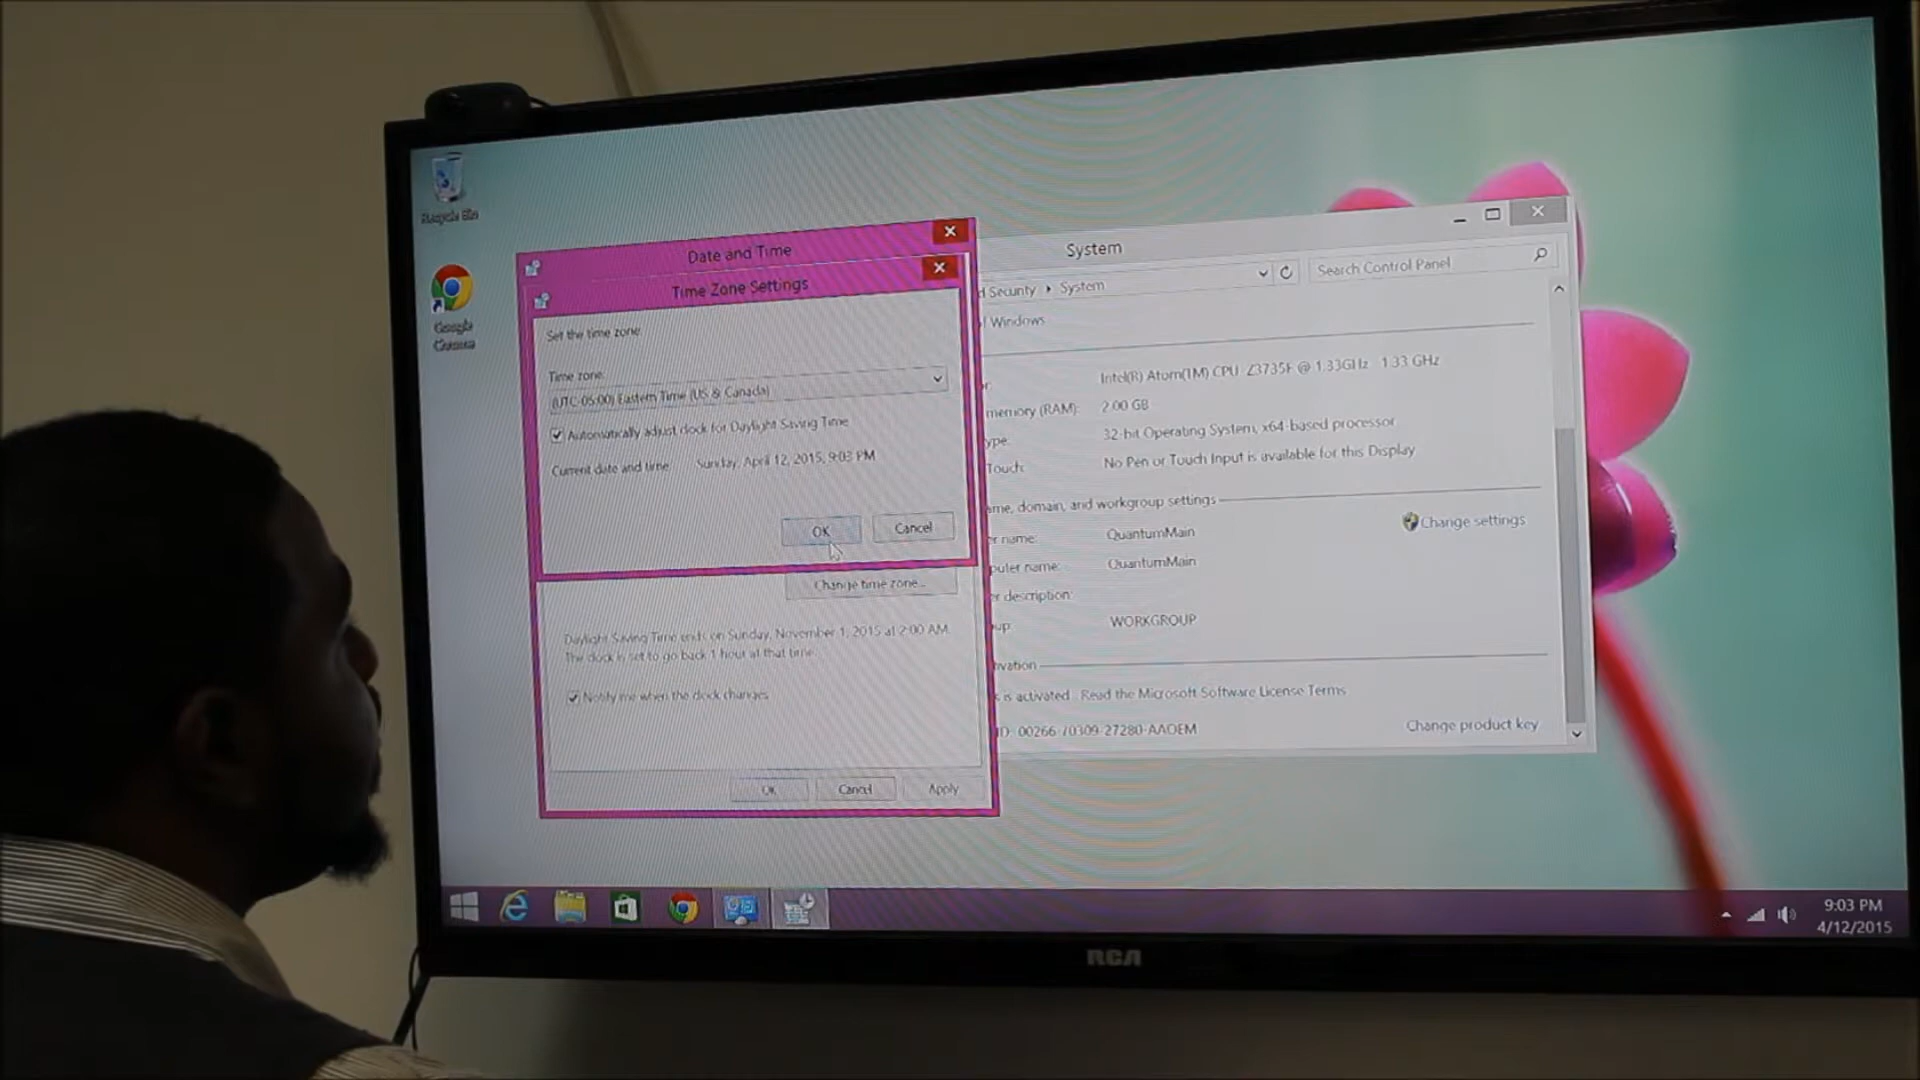 Recycle Bin
Google
Chrome
Date and Time
Time Zone Settings
Set the time zone:
Time zone:
(UTC-05:00) Eastern Time (US & Canada)
Automatically adjust clock for Daylight Saving Time
Current date and time:
Sunday, April 12, 2015, 9:03 PM
OK
Cancel
Change time zone...
Daylight Saving Time ends on Sunday, November 1, 2015 at 2:00 AM.
The clock is set to go back 1 hour at that time.
Notify me when the clock changes
OK
Cancel
Apply
System
d Security
System
Search Control Panel
f Windows
Intel(R) Atom(TM) CPU Z3735F @ 1.33GHz 1.33 GHz
memory (RAM):
2.00 GB
ype:
32-bit Operating System, x64-based processor
Touch:
No Pen or Touch Input is available for this Display
ame, domain, and workgroup settings
r name:
QuantumMain
Change settings
puter name:
QuantumMain
er description:
up:
WORKGROUP
ivation
is activated Read the Microsoft Software License Terms
ID: 00266-70309-27280-AAOEM
Change product key
9:03 PM
4/12/2015
RCA